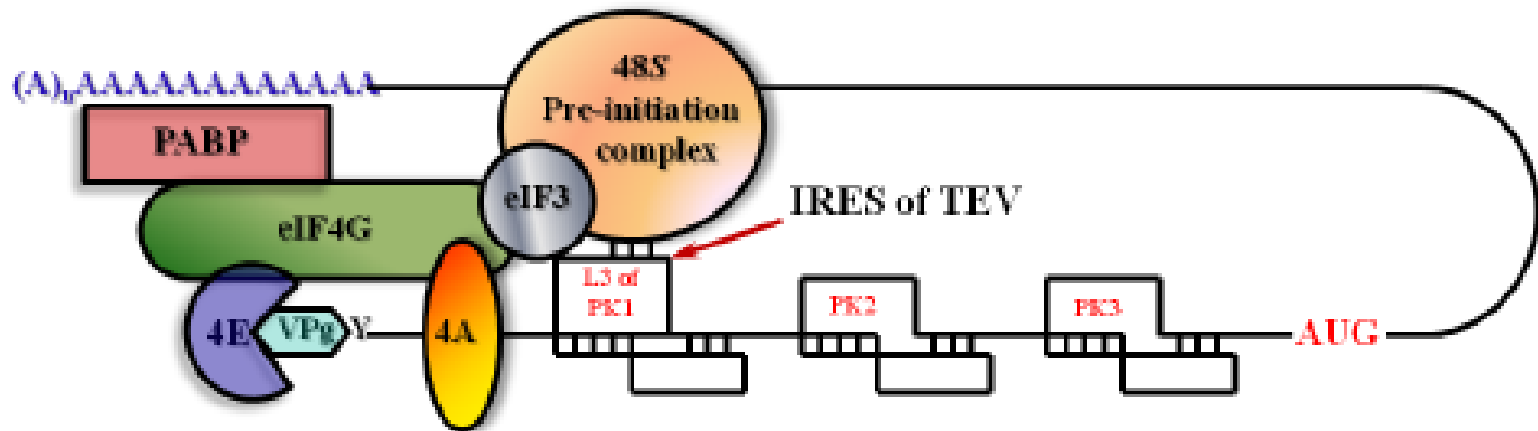 48S
Pre-initiation
complex
(A)nAAAAAAAAAAAA
PABP
eIF3
eIF4G
IRES of TEV
L3 of
PK1
PK2
PK3
4E
VPg
Y
4A
AUG